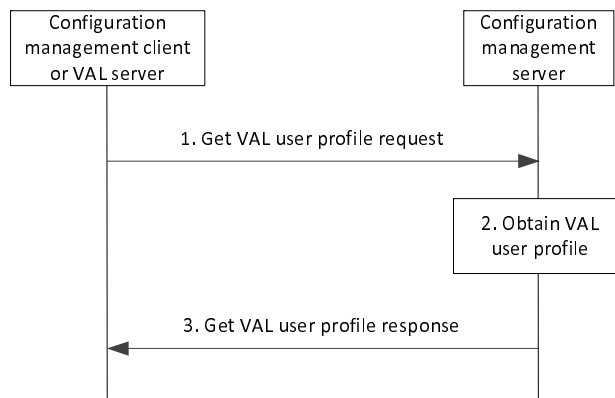 Configuration
management client
or VAL server
Configuration
management
server
1. Get VAL user profile request
2. Obtain VAL
user profile
3. Get VAL user profile response